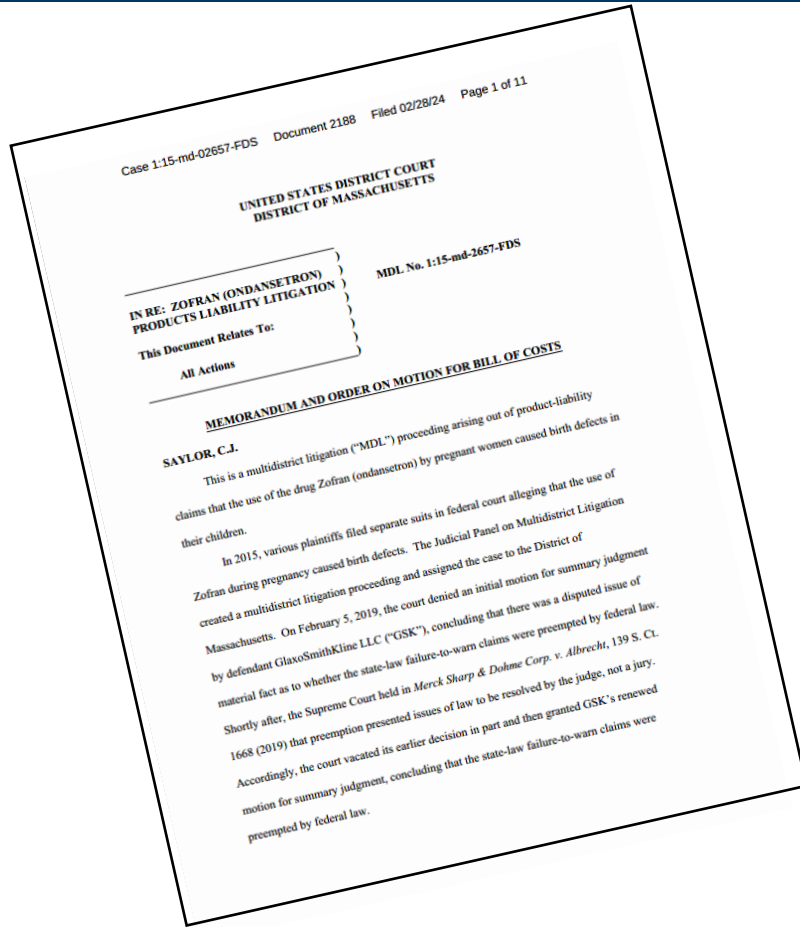 Case 1:15-md-02657-FDS   Document 2188   Filed 02/28/24   Page 1 of 11
UNITED STATES DISTRICT COURT
DISTRICT OF MASSACHUSETTS
)
IN RE:  ZOFRAN (ONDANSETRON) )   MDL No. 1:15-md-2657-FDS
PRODUCTS LIABILITY LITIGATION )
)
This Document Relates To: )
)
All Actions )
)
MEMORANDUM AND ORDER ON MOTION FOR BILL OF COSTS
SAYLOR, C.J.
This is a multidistrict litigation (“MDL”) proceeding arising out of product-liability
claims that the use of the drug Zofran (ondansetron) by pregnant women caused birth defects in
their children.
In 2015, various plaintiffs filed separate suits in federal court alleging that the use of
Zofran during pregnancy caused birth defects.  The Judicial Panel on Multidistrict Litigation
created a multidistrict litigation proceeding and assigned the case to the District of
Massachusetts.  On February 5, 2019, the court denied an initial motion for summary judgment
by defendant GlaxoSmithKline LLC (“GSK”), concluding that there was a disputed issue of
material fact as to whether the state-law failure-to-warn claims were preempted by federal law.
Shortly after, the Supreme Court held in Merck Sharp & Dohme Corp. v. Albrecht, 139 S. Ct.
1668 (2019) that preemption presented issues of law to be resolved by the judge, not a jury.
Accordingly, the court vacated its earlier decision in part and then granted GSK’s renewed
motion for summary judgment, concluding that the state-law failure-to-warn claims were
preempted by federal law.